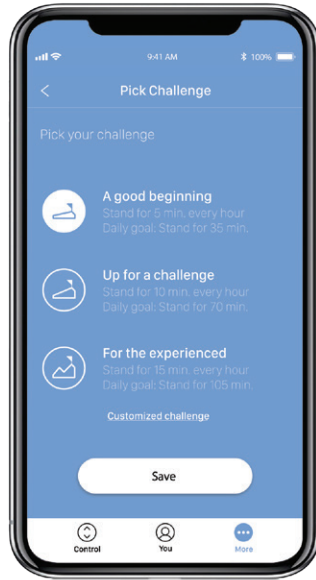 9:41 AM
100%
Pick Challenge
Pick your challenge
A good beginning
Stand for 5 min. every hour
Daily goal: Stand for 35 min.
Up for a challenge
Stand for 10 min. every hour
Daily goal: Stand for 70 min.
For the experienced
Stand for 15 min. every hour
Daily goal: Stand for 105 min.
Customized challenge
Save
Control
You
More